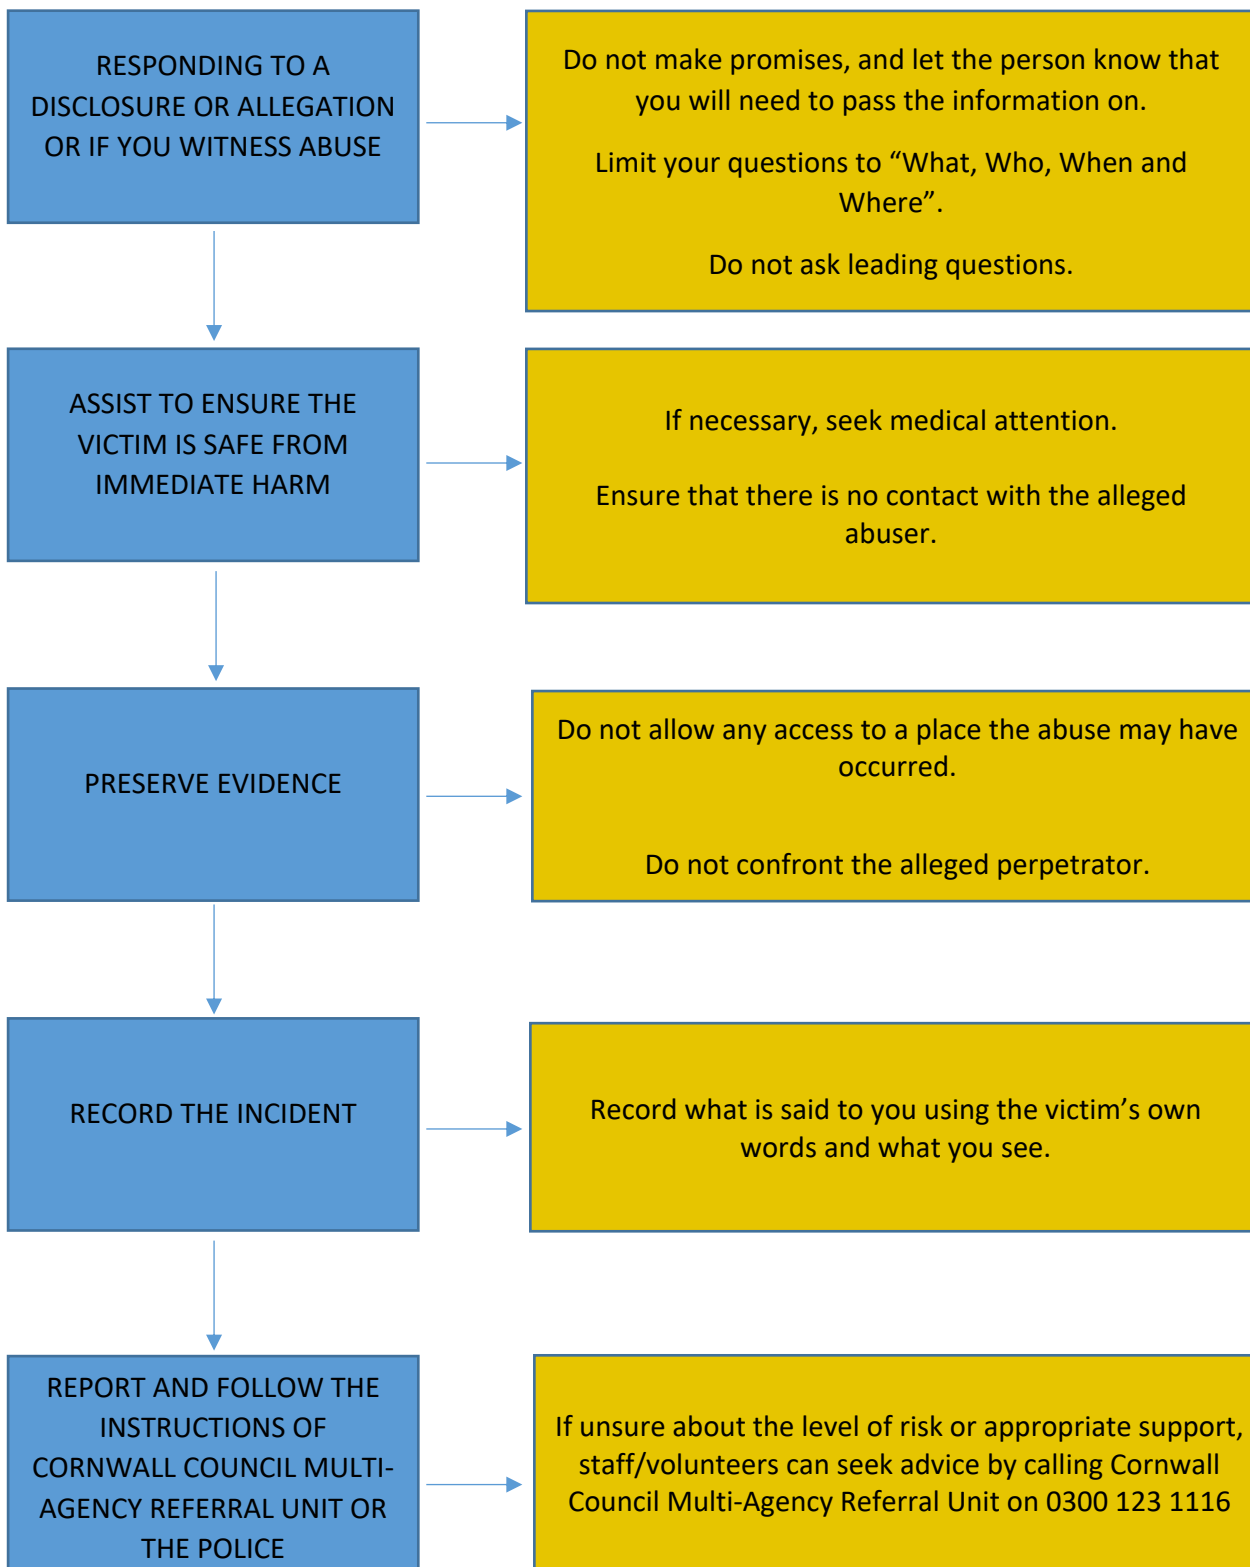 RESPONDING TO A
DISCLOSURE OR ALLEGATION
OR IF YOU WITNESS ABUSE
Do not make promises, and let the person know that
you will need to pass the information on.
Limit your questions to “What, Who, When and
Where”.
Do not ask leading questions.
ASSIST TO ENSURE THE
VICTIM IS SAFE FROM
IMMEDIATE HARM
If necessary, seek medical attention.
Ensure that there is no contact with the alleged
abuser.
PRESERVE EVIDENCE
Do not allow any access to a place the abuse may have
occurred.
Do not confront the alleged perpetrator.
RECORD THE INCIDENT
Record what is said to you using the victim’s own
words and what you see.
REPORT AND FOLLOW THE
INSTRUCTIONS OF
CORNWALL COUNCIL MULTI-
AGENCY REFERRAL UNIT OR
THE POLICE
If unsure about the level of risk or appropriate support,
staff/volunteers can seek advice by calling Cornwall
Council Multi-Agency Referral Unit on 0300 123 1116